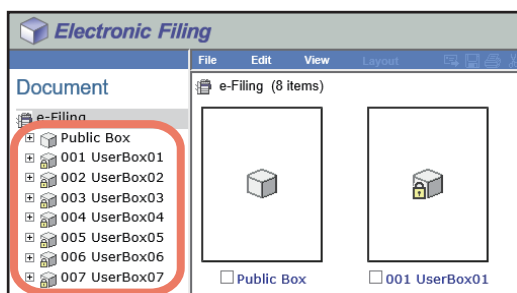 Electronic Filing
File Edit View Layout
Document
e-Filing (8 items)
e-Filing
Public Box
001 UserBox01
002 UserBox02
003 UserBox03
004 UserBox04
005 UserBox05
006 UserBox06
007 UserBox07
Public Box
001 UserBox01